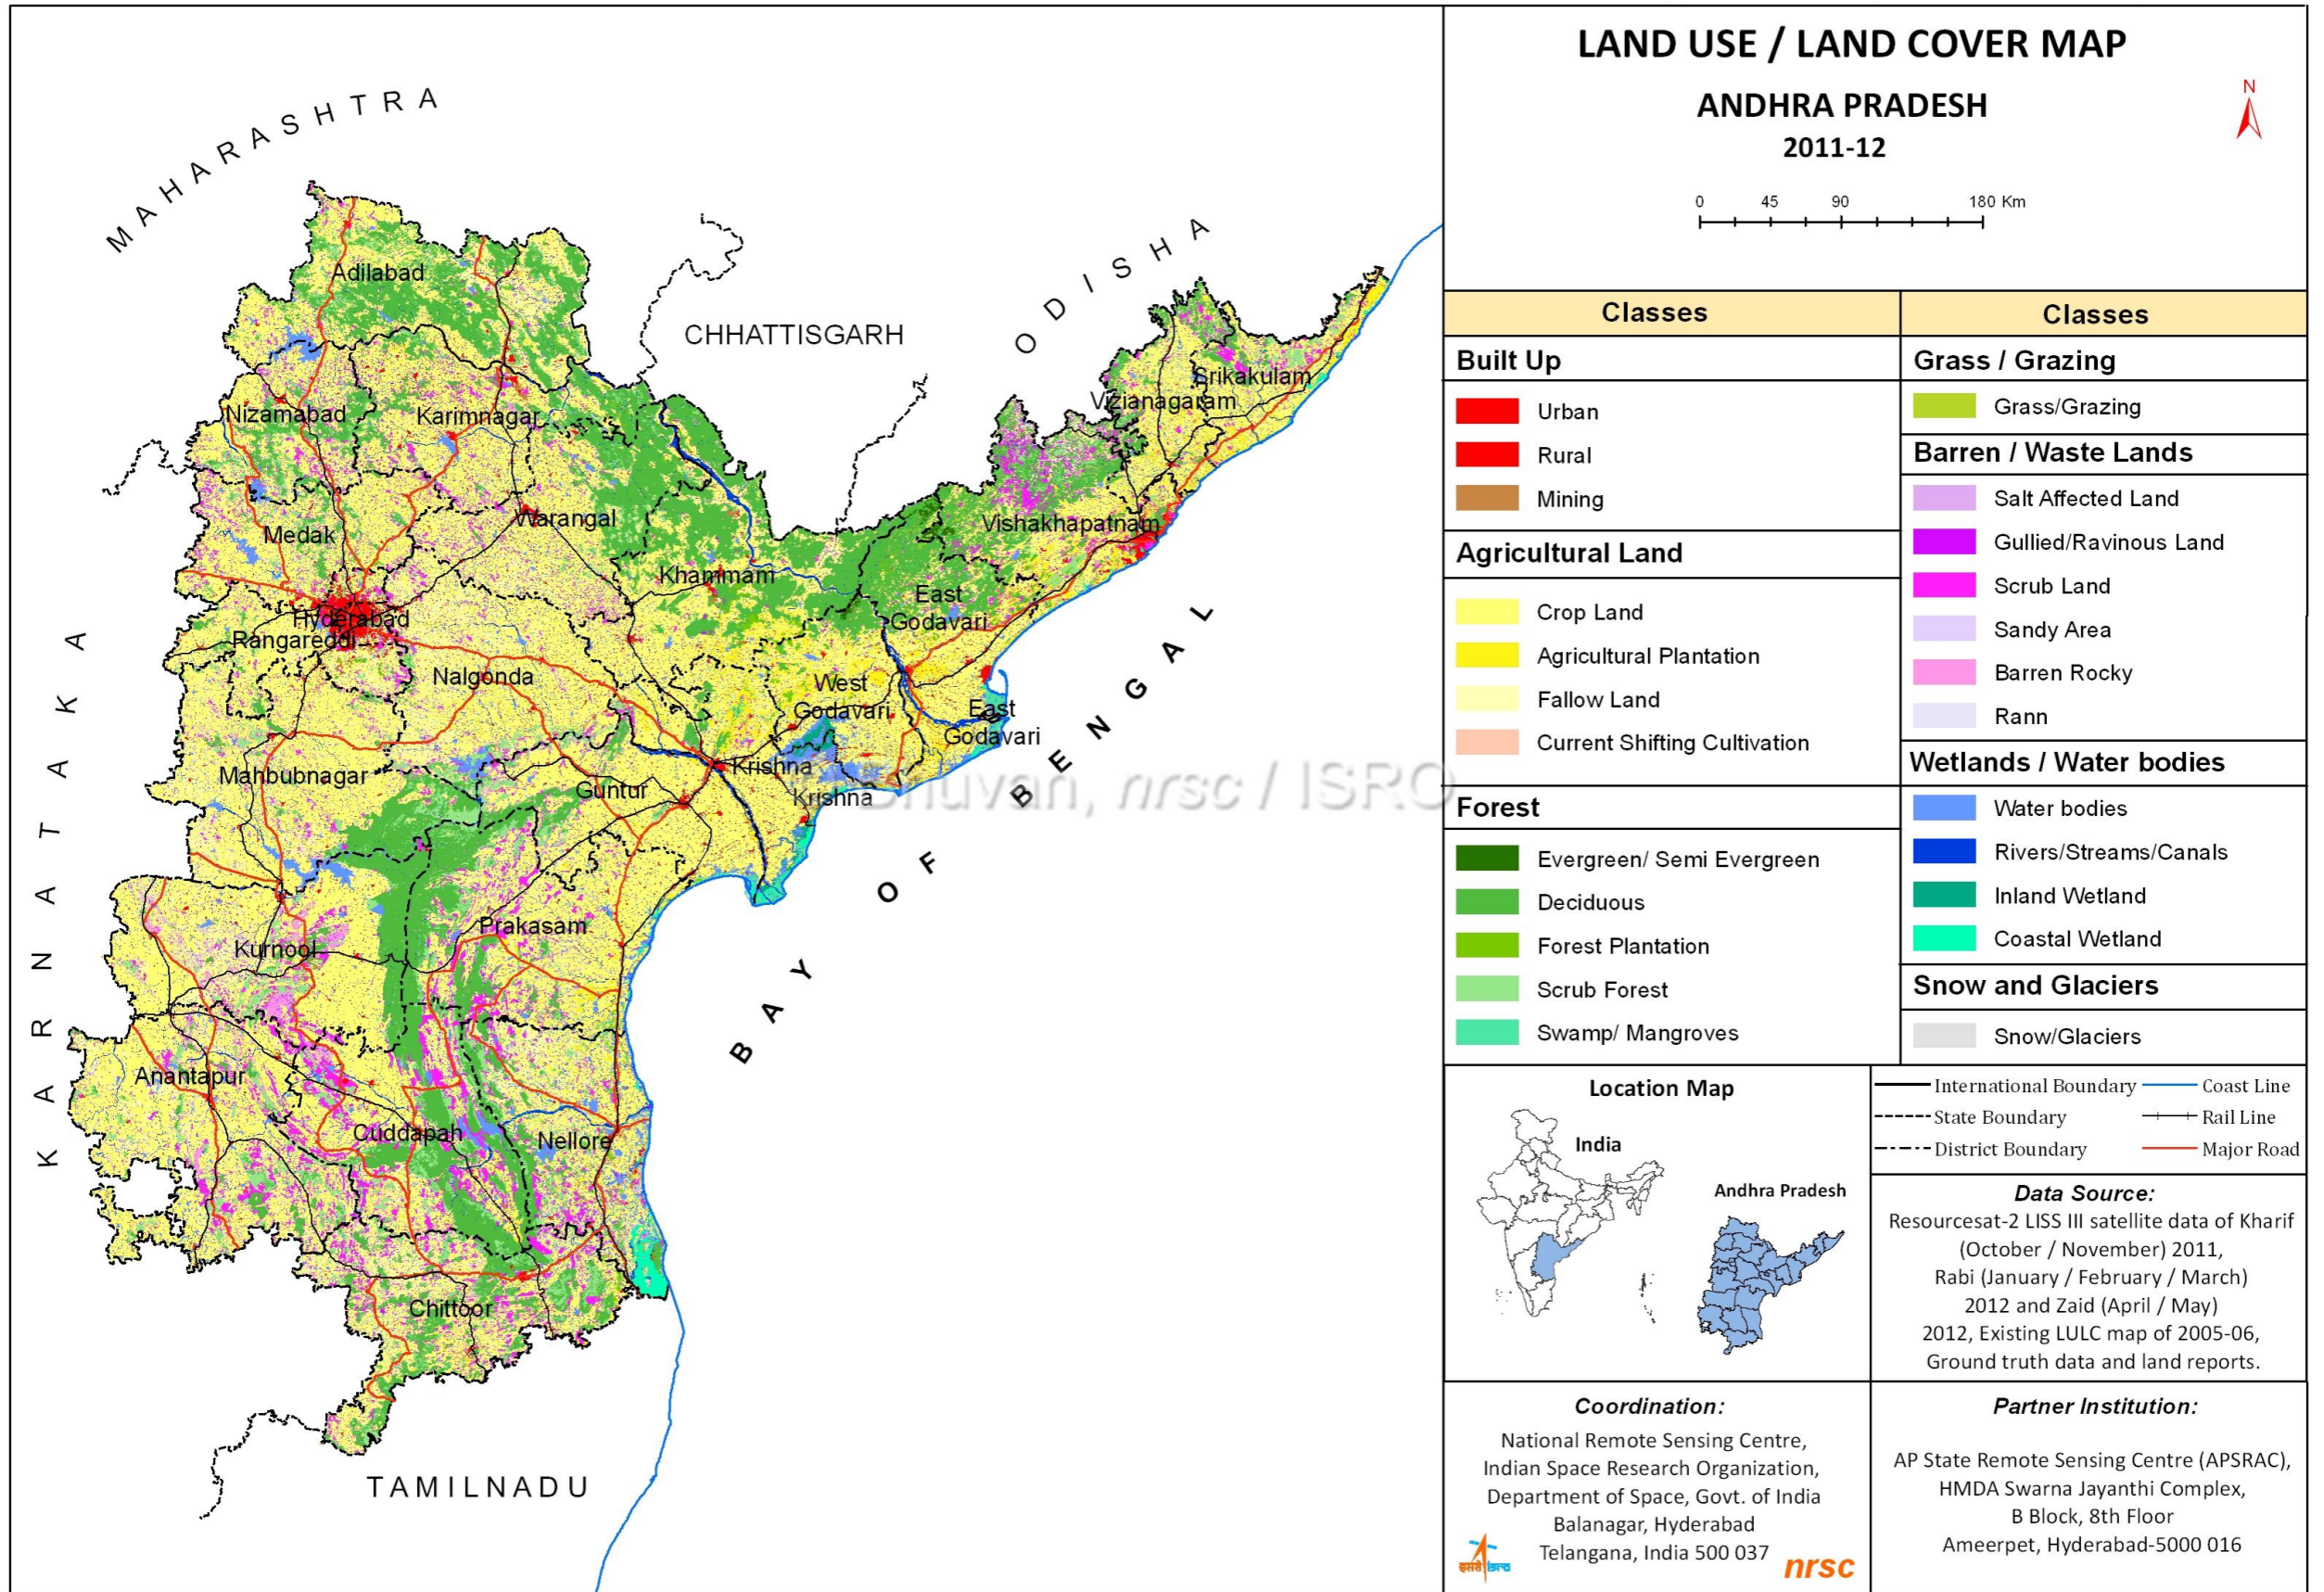 LAND USE / LAND COVER MAP
ANDHRA PRADESH
2011-12
N
0 45 90 180 Km
MAHARASHTRA
CHHATTISGARH
ODISHA
KARNATAKA
TAMILNADU
BAY OF BENGAL
Adilabad
Nizamabad
Karimnagar
Medak
Warangal
Khammam
Hyderabad
Rangareddi
Nalgonda
Mahbubnagar
Srikakulam
Vizianagaram
Vishakhapatnam
East
Godavari
West
Godavari
East
Godavari
Krishna
Krishna
Guntur
Prakasam
Kurnool
Anantapur
Cuddapah
Nellore
Chittoor
Bhuvan, nrsc / ISRO
Classes
Built Up
Urban
Rural
Mining
Agricultural Land
Crop Land
Agricultural Plantation
Fallow Land
Current Shifting Cultivation
Forest
Evergreen/ Semi Evergreen
Deciduous
Forest Plantation
Scrub Forest
Swamp/ Mangroves
Classes
Grass / Grazing
Grass/Grazing
Barren / Waste Lands
Salt Affected Land
Gullied/Ravinous Land
Scrub Land
Sandy Area
Barren Rocky
Rann
Wetlands / Water bodies
Water bodies
Rivers/Streams/Canals
Inland Wetland
Coastal Wetland
Snow and Glaciers
Snow/Glaciers
Location Map
India
Andhra Pradesh
International Boundary
Coast Line
State Boundary
Rail Line
District Boundary
Major Road
Data Source:
Resourcesat-2 LISS III satellite data of Kharif
(October / November) 2011,
Rabi (January / February / March)
2012 and Zaid (April / May)
2012, Existing LULC map of 2005-06,
Ground truth data and land reports.
Coordination:
National Remote Sensing Centre,
Indian Space Research Organization,
Department of Space, Govt. of India
Balanagar, Hyderabad
Telangana, India 500 037
इसरो isro
nrsc
Partner Institution:
AP State Remote Sensing Centre (APSRAC),
HMDA Swarna Jayanthi Complex,
B Block, 8th Floor
Ameerpet, Hyderabad-5000 016